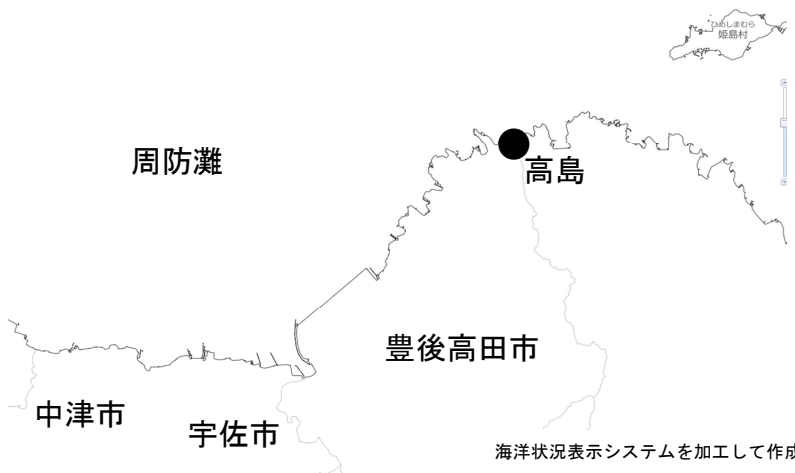 ひめしまむら
姫島村
周防灘
高島
豊後高田市
中津市
宇佐市
海洋状況表示システムを加工して作成